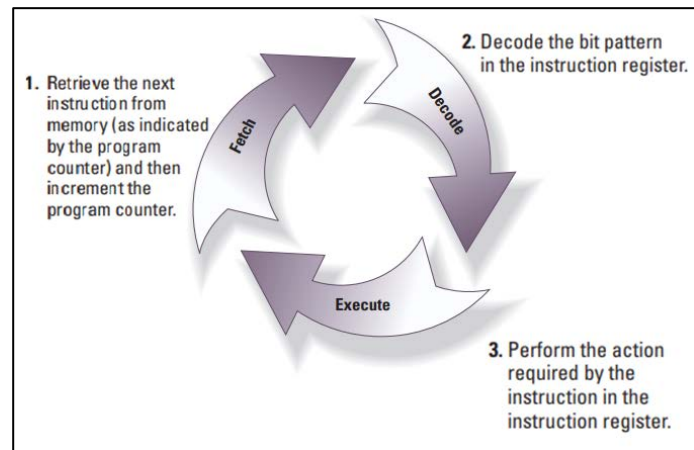 1. Retrieve the next
instruction from
memory (as indicated
by the program
counter) and then
increment the
program counter.
Fetch
2. Decode the bit pattern
in the instruction register.
Decode
3. Perform the action
required by the
instruction in the
instruction register.
Execute